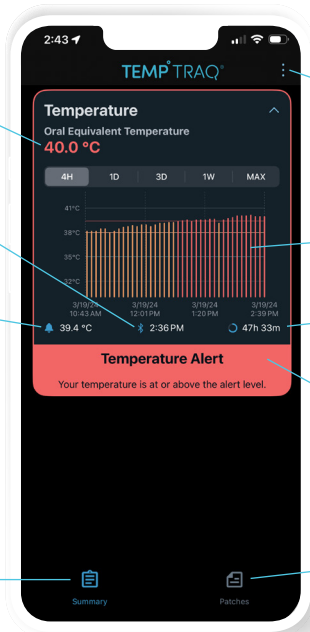 2:43
TEMP°TRAQ®
Temperature
Oral Equivalent Temperature
40.0 °C
4H 1D 3D 1W MAX
41°C
38°C
35°C
32°C
3/19/24 3/19/24 3/19/24 3/19/24
10:43 AM 12:01 PM 1:20 PM 2:39 PM
39.4 °C 2:36 PM 47h 33m
Temperature Alert
Your temperature is at or above the alert level.
Summary Patches